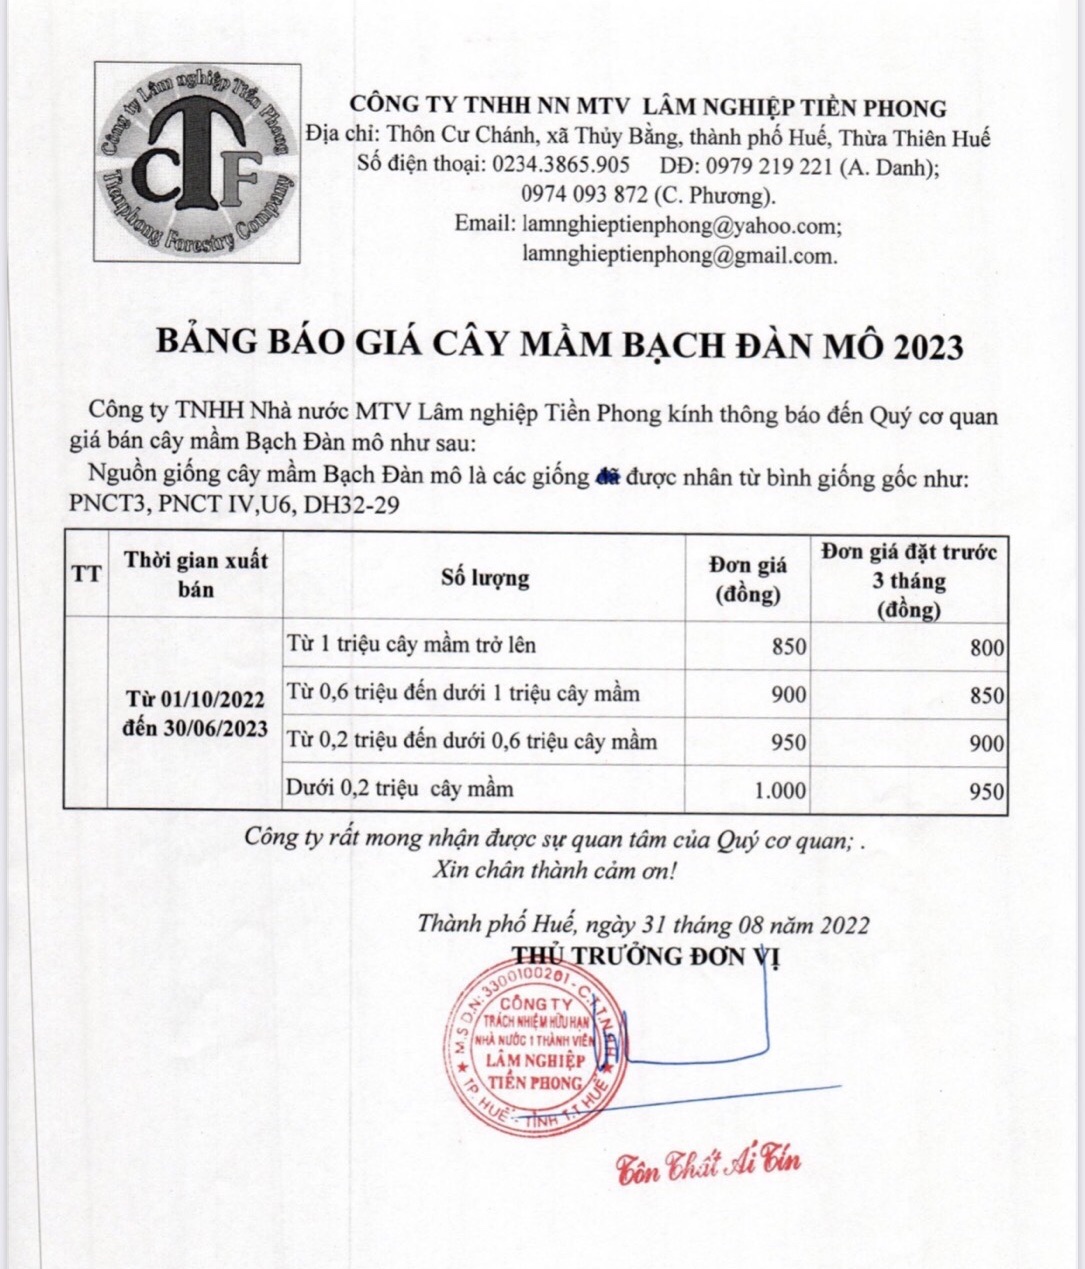 Công ty Lâm nghiệp Tiền Phong
CTF
Tienphong Forestry Company
CÔNG TY TNHH NN MTV LÂM NGHIỆP TIỀN PHONG
Địa chỉ: Thôn Cư Chánh, xã Thủy Bằng, thành phố Huế, Thừa Thiên Huế
Số điện thoại: 0234.3865.905 DĐ: 0979 219 221 (A. Danh);
0974 093 872 (C. Phương).
Email: lamnghieptienphong@yahoo.com;
lamnghieptienphong@gmail.com.
BẢNG BÁO GIÁ CÂY MẦM BẠCH ĐÀN MÔ 2023
Công ty TNHH Nhà nước MTV Lâm nghiệp Tiền Phong kính thông báo đến Quý cơ quan
giá bán cây mầm Bạch Đàn mô như sau:
Nguồn giống cây mầm Bạch Đàn mô là các giống đã được nhân từ bình giống gốc như:
PNCT3, PNCT IV,U6, DH32-29
TT
Thời gian xuất
bán
Số lượng
Đơn giá
(đồng)
Đơn giá đặt trước
3 tháng
(đồng)
Từ 01/10/2022
đến 30/06/2023
Từ 1 triệu cây mầm trở lên 850 800
Từ 0,6 triệu đến dưới 1 triệu cây mầm 900 850
Từ 0,2 triệu đến dưới 0,6 triệu cây mầm 950 900
Dưới 0,2 triệu cây mầm 1.000 950
Công ty rất mong nhận được sự quan tâm của Quý cơ quan; .
Xin chân thành cảm ơn!
Thành phố Huế, ngày 31 tháng 08 năm 2022
THỦ TRƯỞNG ĐƠN VỊ
M.S.D.N: 3300100201 - C.T.T.N.H.H
CÔNG TY
TRÁCH NHIỆM HỮU HẠN
NHÀ NƯỚC 1 THÀNH VIÊN
LÂM NGHIỆP
TIỀN PHONG
TP. HUẾ - TỈNH T.T HUẾ
Tôn Thất Ái Tín